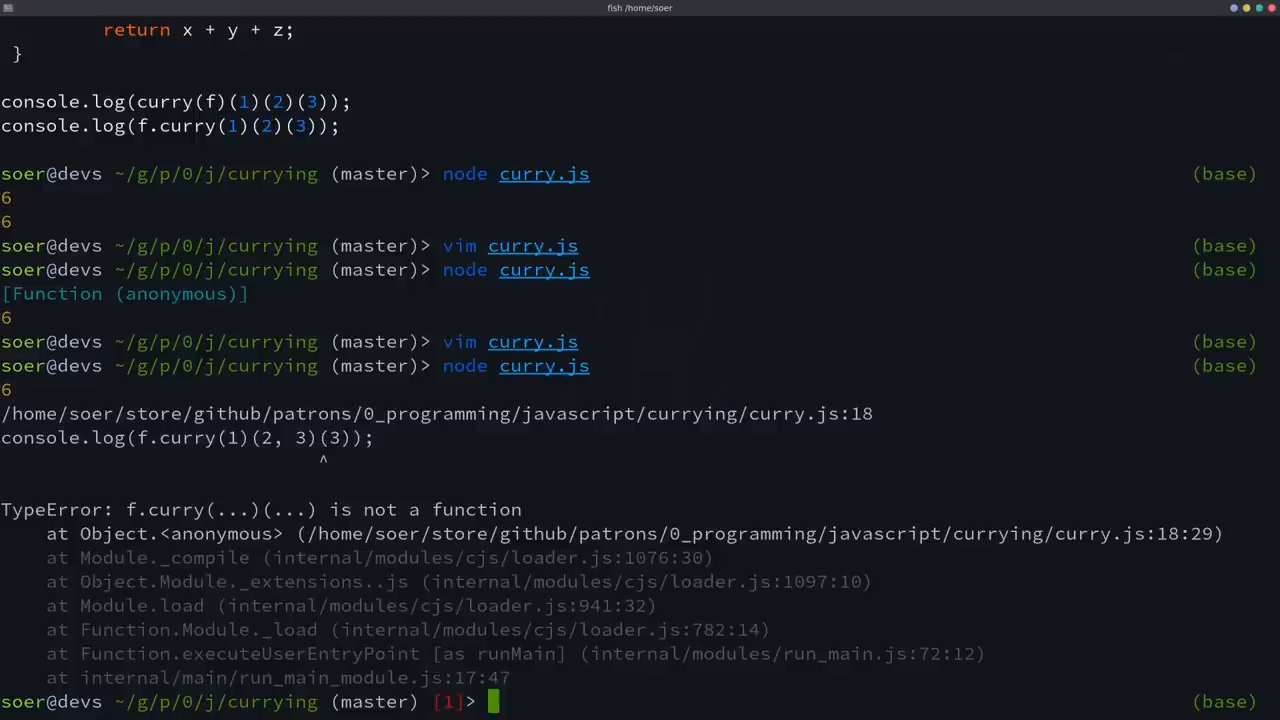 fish /home/soer
return x + y + z;
}
console.log(curry(f)(1)(2)(3));
console.log(f.curry(1)(2)(3));
soer@devs ~/g/p/0/j/currying (master)> node curry.js (base)
6
6
soer@devs ~/g/p/0/j/currying (master)> vim curry.js (base)
soer@devs ~/g/p/0/j/currying (master)> node curry.js (base)
[Function (anonymous)]
6
soer@devs ~/g/p/0/j/currying (master)> vim curry.js (base)
soer@devs ~/g/p/0/j/currying (master)> node curry.js (base)
6
/home/soer/store/github/patrons/0_programming/javascript/currying/curry.js:18
console.log(f.curry(1)(2, 3)(3));
^
TypeError: f.curry(...)(...) is not a function
at Object.<anonymous> (/home/soer/store/github/patrons/0_programming/javascript/currying/curry.js:18:29)
at Module._compile (internal/modules/cjs/loader.js:1076:30)
at Object.Module._extensions..js (internal/modules/cjs/loader.js:1097:10)
at Module.load (internal/modules/cjs/loader.js:941:32)
at Function.Module._load (internal/modules/cjs/loader.js:782:14)
at Function.executeUserEntryPoint [as runMain] (internal/modules/run_main.js:72:12)
at internal/main/run_main_module.js:17:47
soer@devs ~/g/p/0/j/currying (master) [1]> (base)